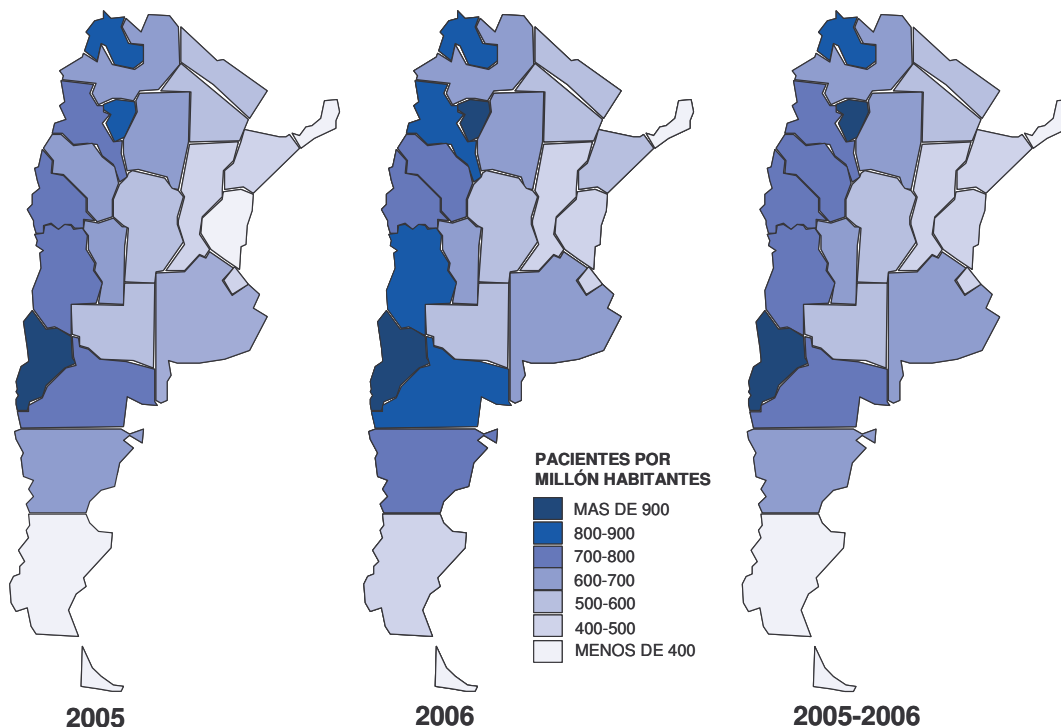 PACIENTES POR
MILLÓN HABITANTES
MAS DE 900
800-900
700-800
600-700
500-600
400-500
MENOS DE 400
2005
2006
2005-2006